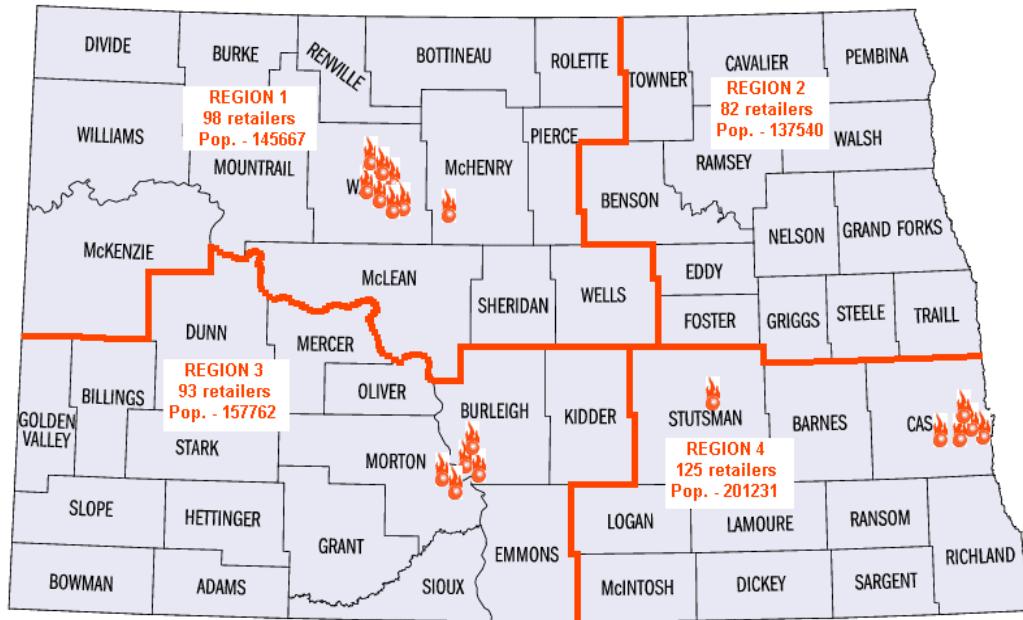 DIVIDE
BURKE
RENVILLE
BOTTINEAU
ROLETTE
TOWNER
CAVALIER
PEMBINA
REGION 1
98 retailers
Pop. - 145667
REGION 2
82 retailers
Pop. - 137540
WILLIAMS
MOUNTRAIL
W
McHENRY
PIERCE
RAMSEY
WALSH
BENSON
NELSON
GRAND FORKS
McKENZIE
McLEAN
SHERIDAN
WELLS
EDDY
FOSTER
GRIGGS
STEELE
TRAILL
DUNN
MERCER
REGION 3
93 retailers
Pop. - 157762
OLIVER
BILLINGS
GOLDEN
VALLEY
STARK
MORTON
BURLEIGH
KIDDER
STUTSMAN
BARNES
CAS
REGION 4
125 retailers
Pop. - 201231
SLOPE
HETTINGER
GRANT
EMMONS
LOGAN
LAMOURE
RANSOM
RICHLAND
BOWMAN
ADAMS
SIOUX
McINTOSH
DICKEY
SARGENT